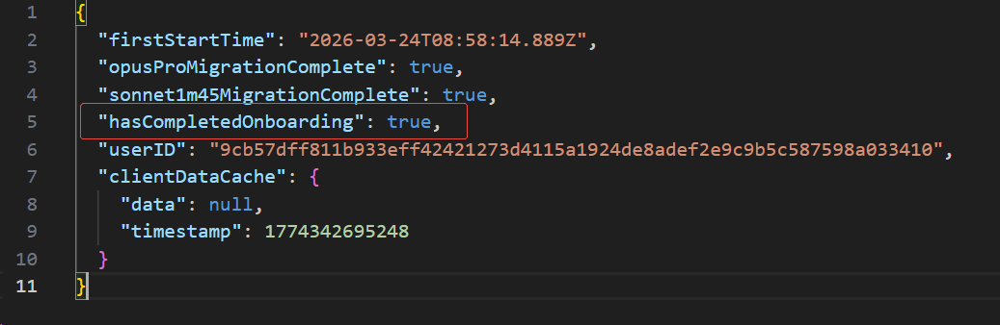 1 {
2 "firstStartTime": "2026-03-24T08:58:14.889Z",
3 "opusProMigrationComplete": true,
4 "sonnet1m45MigrationComplete": true,
5 "hasCompletedOnboarding": true,
6 "userID": "9cb57dff811b933eff42421273d4115a1924de8adef2e9c9b5c587598a033410",
7 "clientDataCache": {
8 "data": null,
9 "timestamp": 1774342695248
10 }
11 }